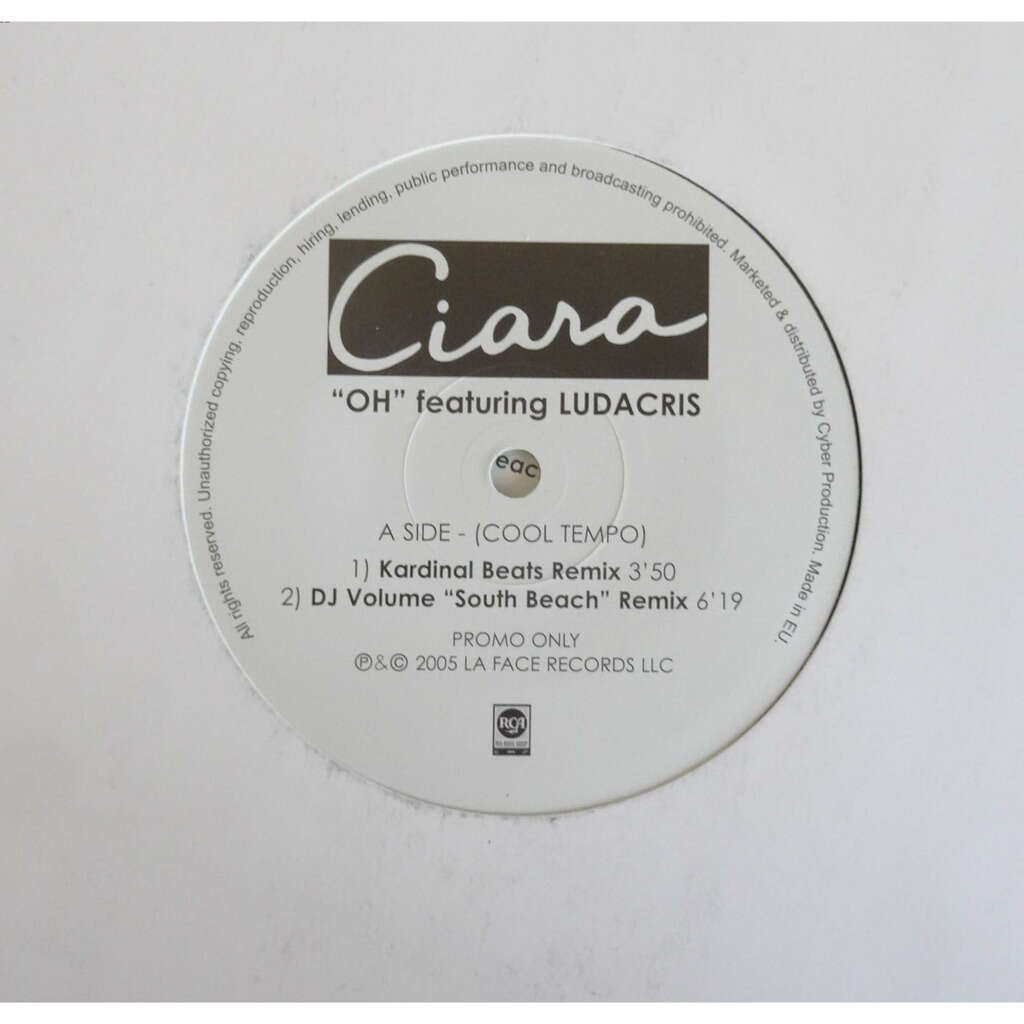 All rights reserved. Unauthorized copying, reproduction, hiring, lending, public performance and broadcasting prohibited. Marketed & distributed by Cyber Production. Made in EU.
Ciara
“OH” featuring LUDACRIS
eac
A SIDE - (COOL TEMPO)
1) Kardinal Beats Remix 3'50
2) DJ Volume “South Beach” Remix 6'19
PROMO ONLY
℗&© 2005 LA FACE RECORDS LLC
RCA